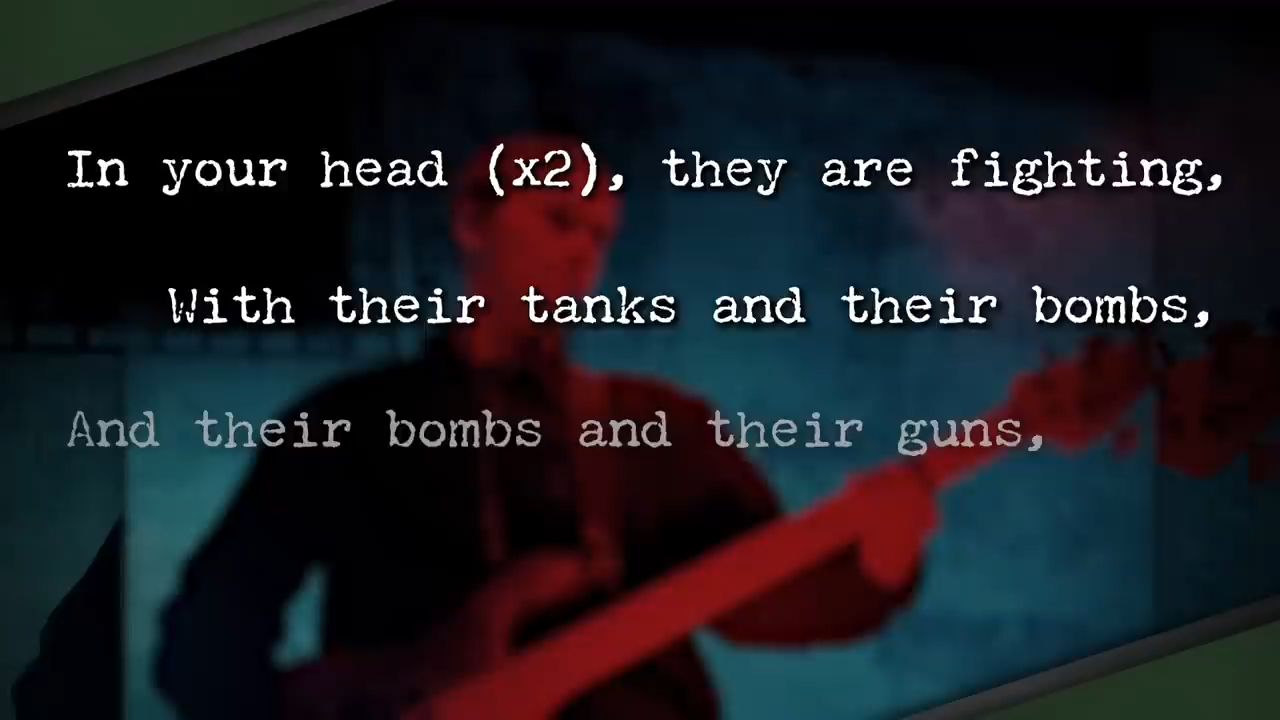 In your head (x2), they are fighting,
With their tanks and their bombs,
And their bombs and their guns,